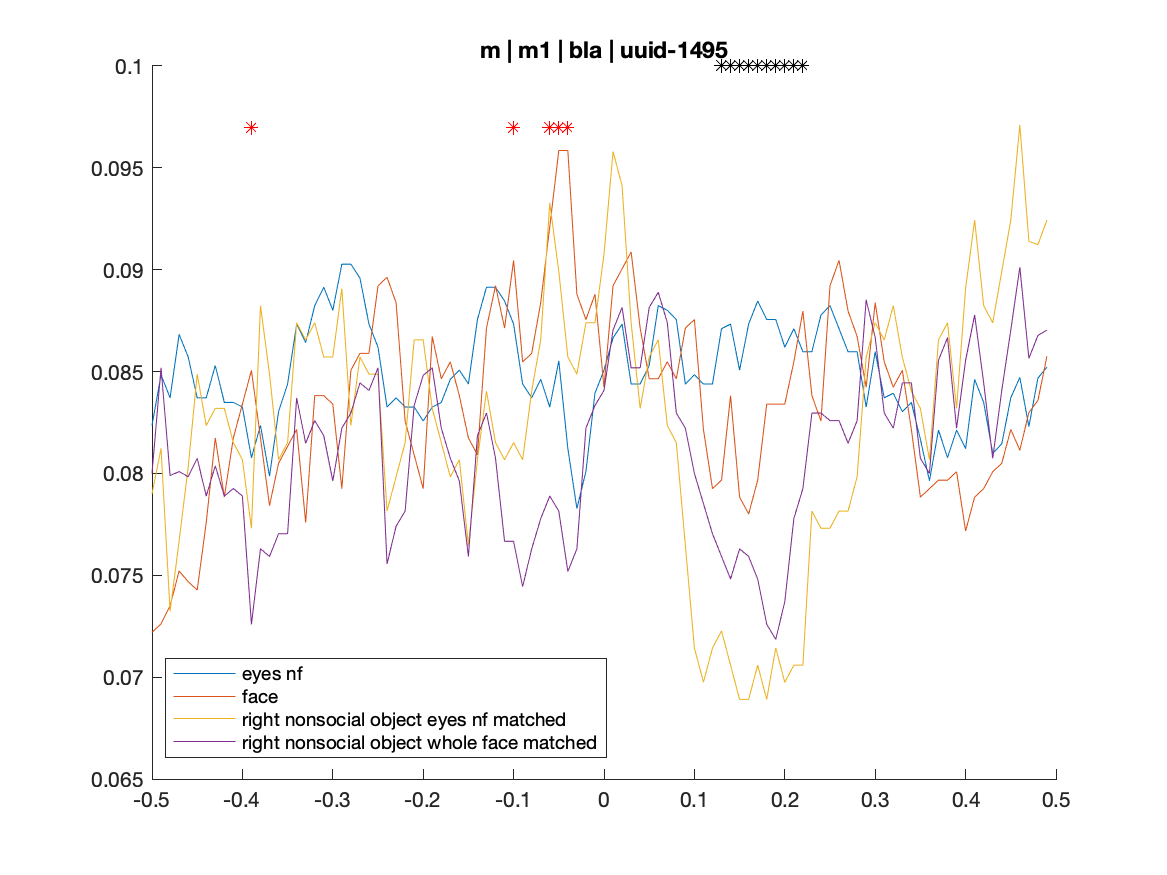 m | m1 | bla | uuid-1495
0.1
0.095
0.09
0.085
0.08
0.075
0.07
0.065
eyes nf
face
right nonsocial object eyes nf matched
right nonsocial object whole face matched
-0.5 -0.4 -0.3 -0.2 -0.1 0 0.1 0.2 0.3 0.4 0.5